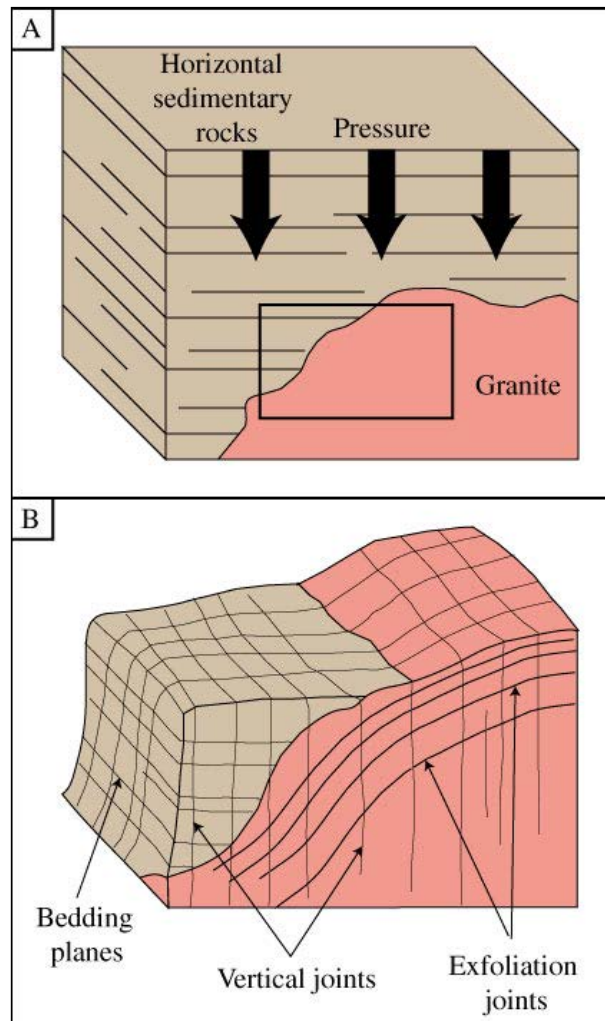 A
Horizontal
sedimentary
rocks
Pressure
Granite
B
Bedding
planes
Vertical joints
Exfoliation
joints